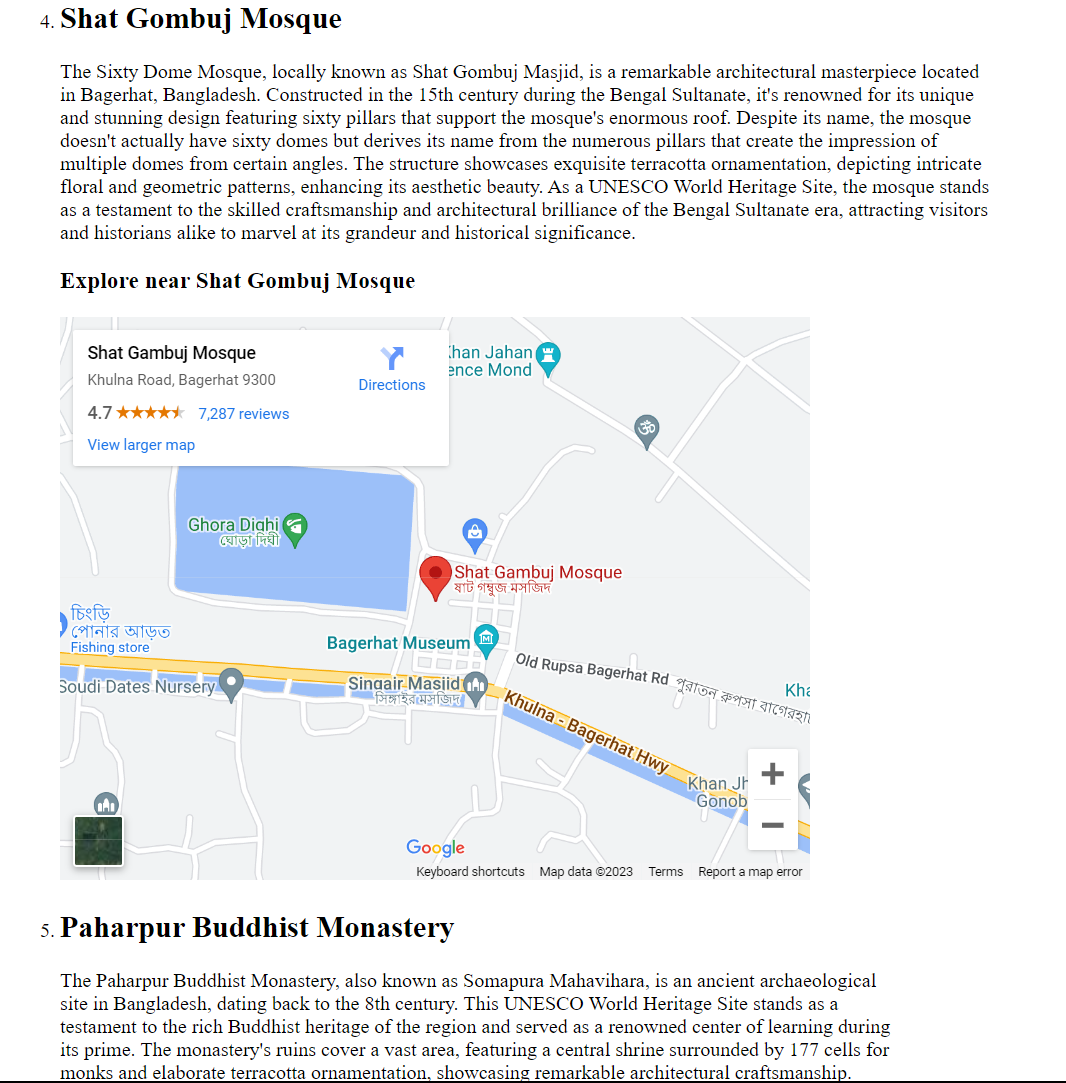 4. Shat Gombuj Mosque
The Sixty Dome Mosque, locally known as Shat Gombuj Masjid, is a remarkable architectural masterpiece located
in Bagerhat, Bangladesh. Constructed in the 15th century during the Bengal Sultanate, it's renowned for its unique
and stunning design featuring sixty pillars that support the mosque's enormous roof. Despite its name, the mosque
doesn't actually have sixty domes but derives its name from the numerous pillars that create the impression of
multiple domes from certain angles. The structure showcases exquisite terracotta ornamentation, depicting intricate
floral and geometric patterns, enhancing its aesthetic beauty. As a UNESCO World Heritage Site, the mosque stands
as a testament to the skilled craftsmanship and architectural brilliance of the Bengal Sultanate era, attracting visitors
and historians alike to marvel at its grandeur and historical significance.
Explore near Shat Gombuj Mosque
Shat Gambuj Mosque
Khulna Road, Bagerhat 9300
4.7 7,287 reviews
View larger map
Directions
Khan Jahan
ence Mond
ॐ
Ghora Dighi
ঘোড়া দিঘী
Shat Gambuj Mosque
ষাট গম্বুজ মসজিদ
চিংড়ি
পোনার আড়ত
Fishing store
Bagerhat Museum
Old Rupsa Bagerhat Rd পুরাতন রুপসা বাগেরহা
Soudi Dates Nursery
Singair Masjid
সিঙ্গাইর মসজিদ
Kha
Khulna - Bagerhat Hwy
Khan Jh
Gonob
Google
Keyboard shortcuts Map data ©2023 Terms Report a map error
5. Paharpur Buddhist Monastery
The Paharpur Buddhist Monastery, also known as Somapura Mahavihara, is an ancient archaeological
site in Bangladesh, dating back to the 8th century. This UNESCO World Heritage Site stands as a
testament to the rich Buddhist heritage of the region and served as a renowned center of learning during
its prime. The monastery's ruins cover a vast area, featuring a central shrine surrounded by 177 cells for
monks and elaborate terracotta ornamentation, showcasing remarkable architectural craftsmanship.